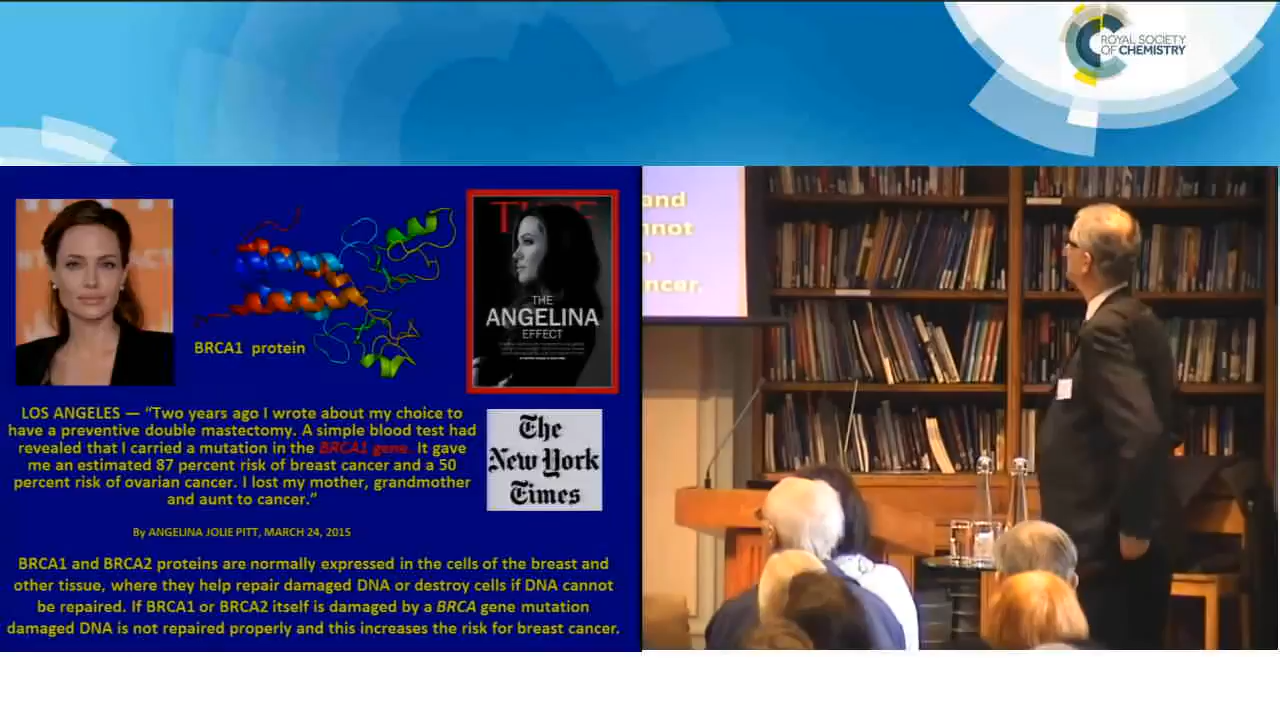 ROYAL SOCIETY
OF CHEMISTRY
TIME
THE
ANGELINA
EFFECT
BRCA1 protein
LOS ANGELES — “Two years ago I wrote about my choice to
have a preventive double mastectomy. A simple blood test had
revealed that I carried a mutation in the BRCA1 gene. It gave
me an estimated 87 percent risk of breast cancer and a 50
percent risk of ovarian cancer. I lost my mother, grandmother
and aunt to cancer.”
The
New York
Times
By ANGELINA JOLIE PITT, MARCH 24, 2015
BRCA1 and BRCA2 proteins are normally expressed in the cells of the breast and
other tissue, where they help repair damaged DNA or destroy cells if DNA cannot
be repaired. If BRCA1 or BRCA2 itself is damaged by a BRCA gene mutation
damaged DNA is not repaired properly and this increases the risk for breast cancer.
and
nnot
n
ncer.